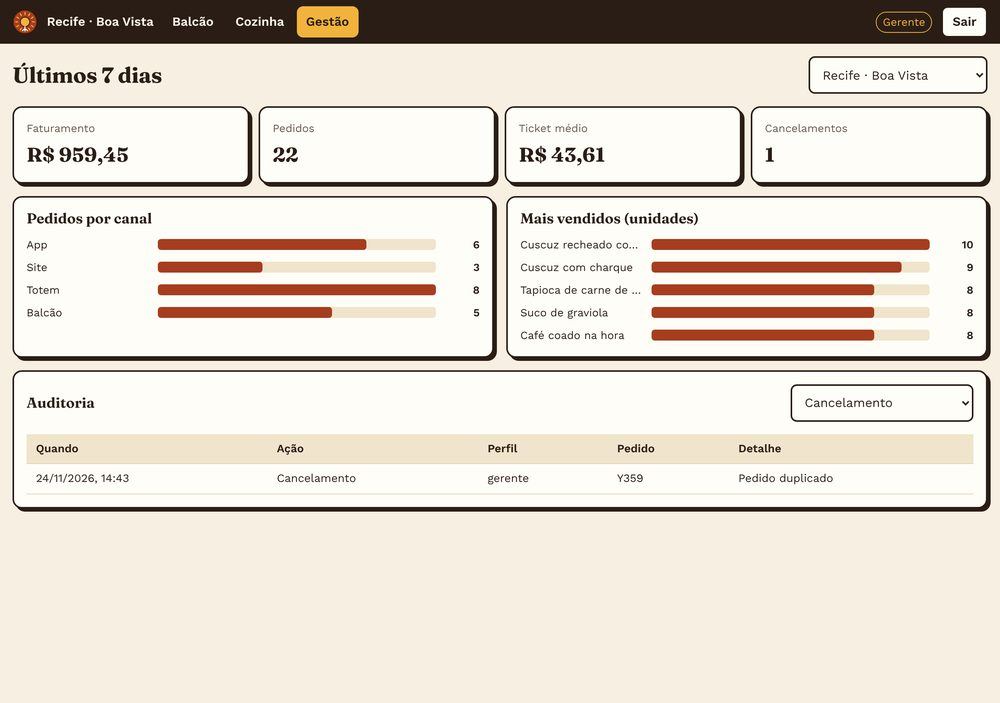 Recife · Boa Vista Balcão Cozinha Gestão Gerente Sair
Últimos 7 dias Recife · Boa Vista
Faturamento Pedidos Ticket médio Cancelamentos
R$ 959,45 22 R$ 43,61 1
Pedidos por canal
App 6
Site 3
Totem 8
Balcão 5
Mais vendidos (unidades)
Cuscuz recheado co... 10
Cuscuz com charque 9
Tapioca de carne de ... 8
Suco de graviola 8
Café coado na hora 8
Auditoria Cancelamento
Quando Ação Perfil Pedido Detalhe
24/11/2026, 14:43 Cancelamento gerente Y359 Pedido duplicado